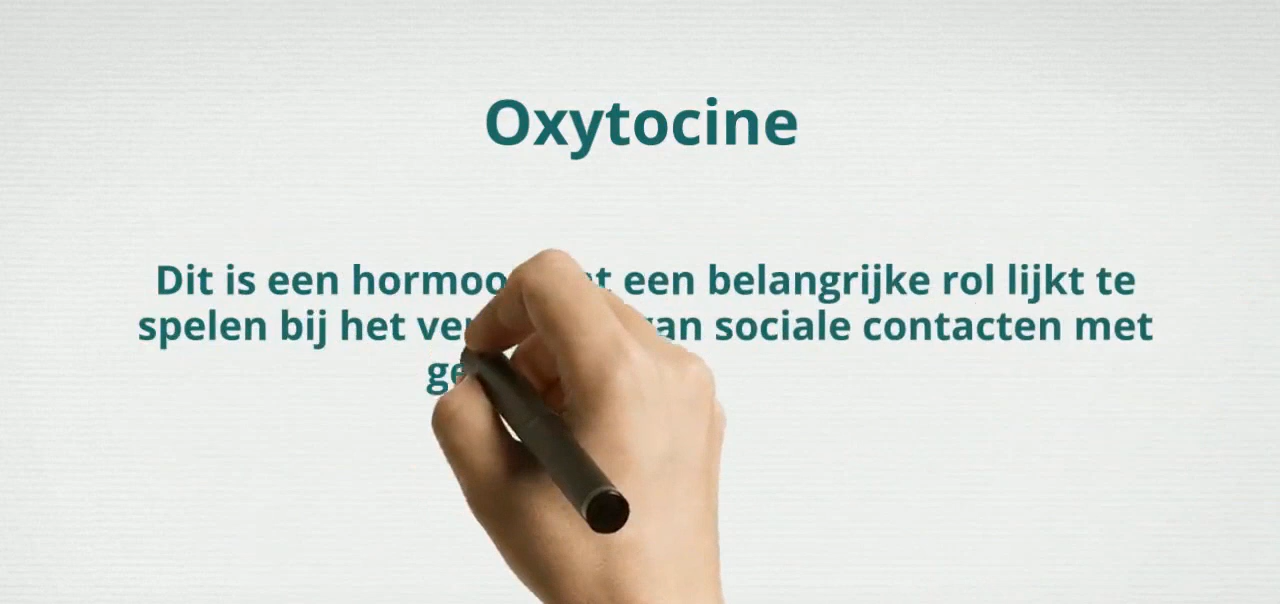 Oxytocine
Dit is een een belangrijke rol lijkt te
spelen bij het sociale contacten met